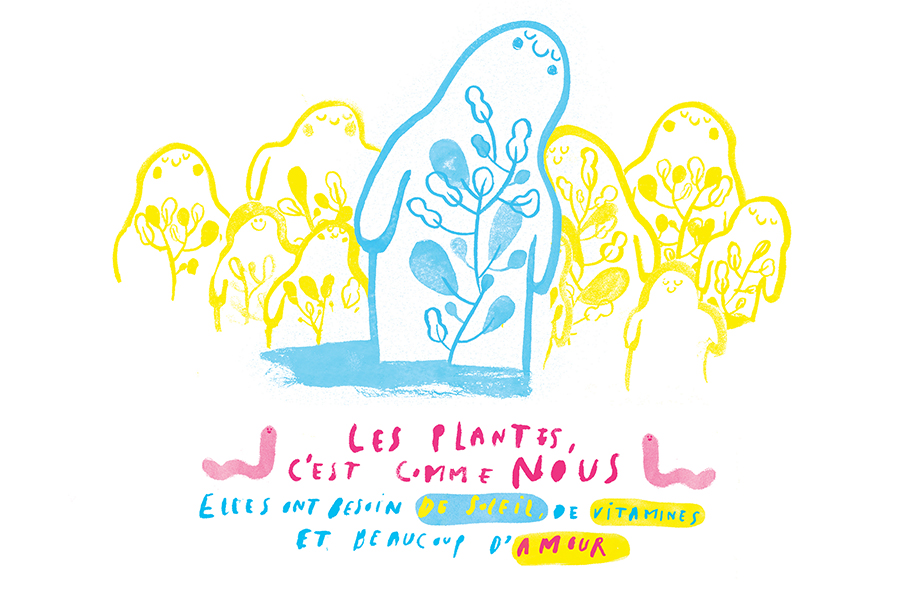 LES PLANTES,
C'EST COMME NOUS
ELLES ONT BESOIN DE SOLEIL, DE VITAMINES
ET BEAUCOUP D'AMOUR